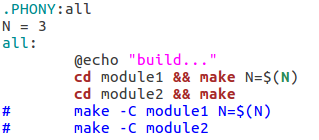 .PHONY:all
N = 3
all:
        @echo "build..."
        cd module1 && make N=$(N)
        cd module2 && make
#       make -C module1 N=$(N)
#       make -C module2